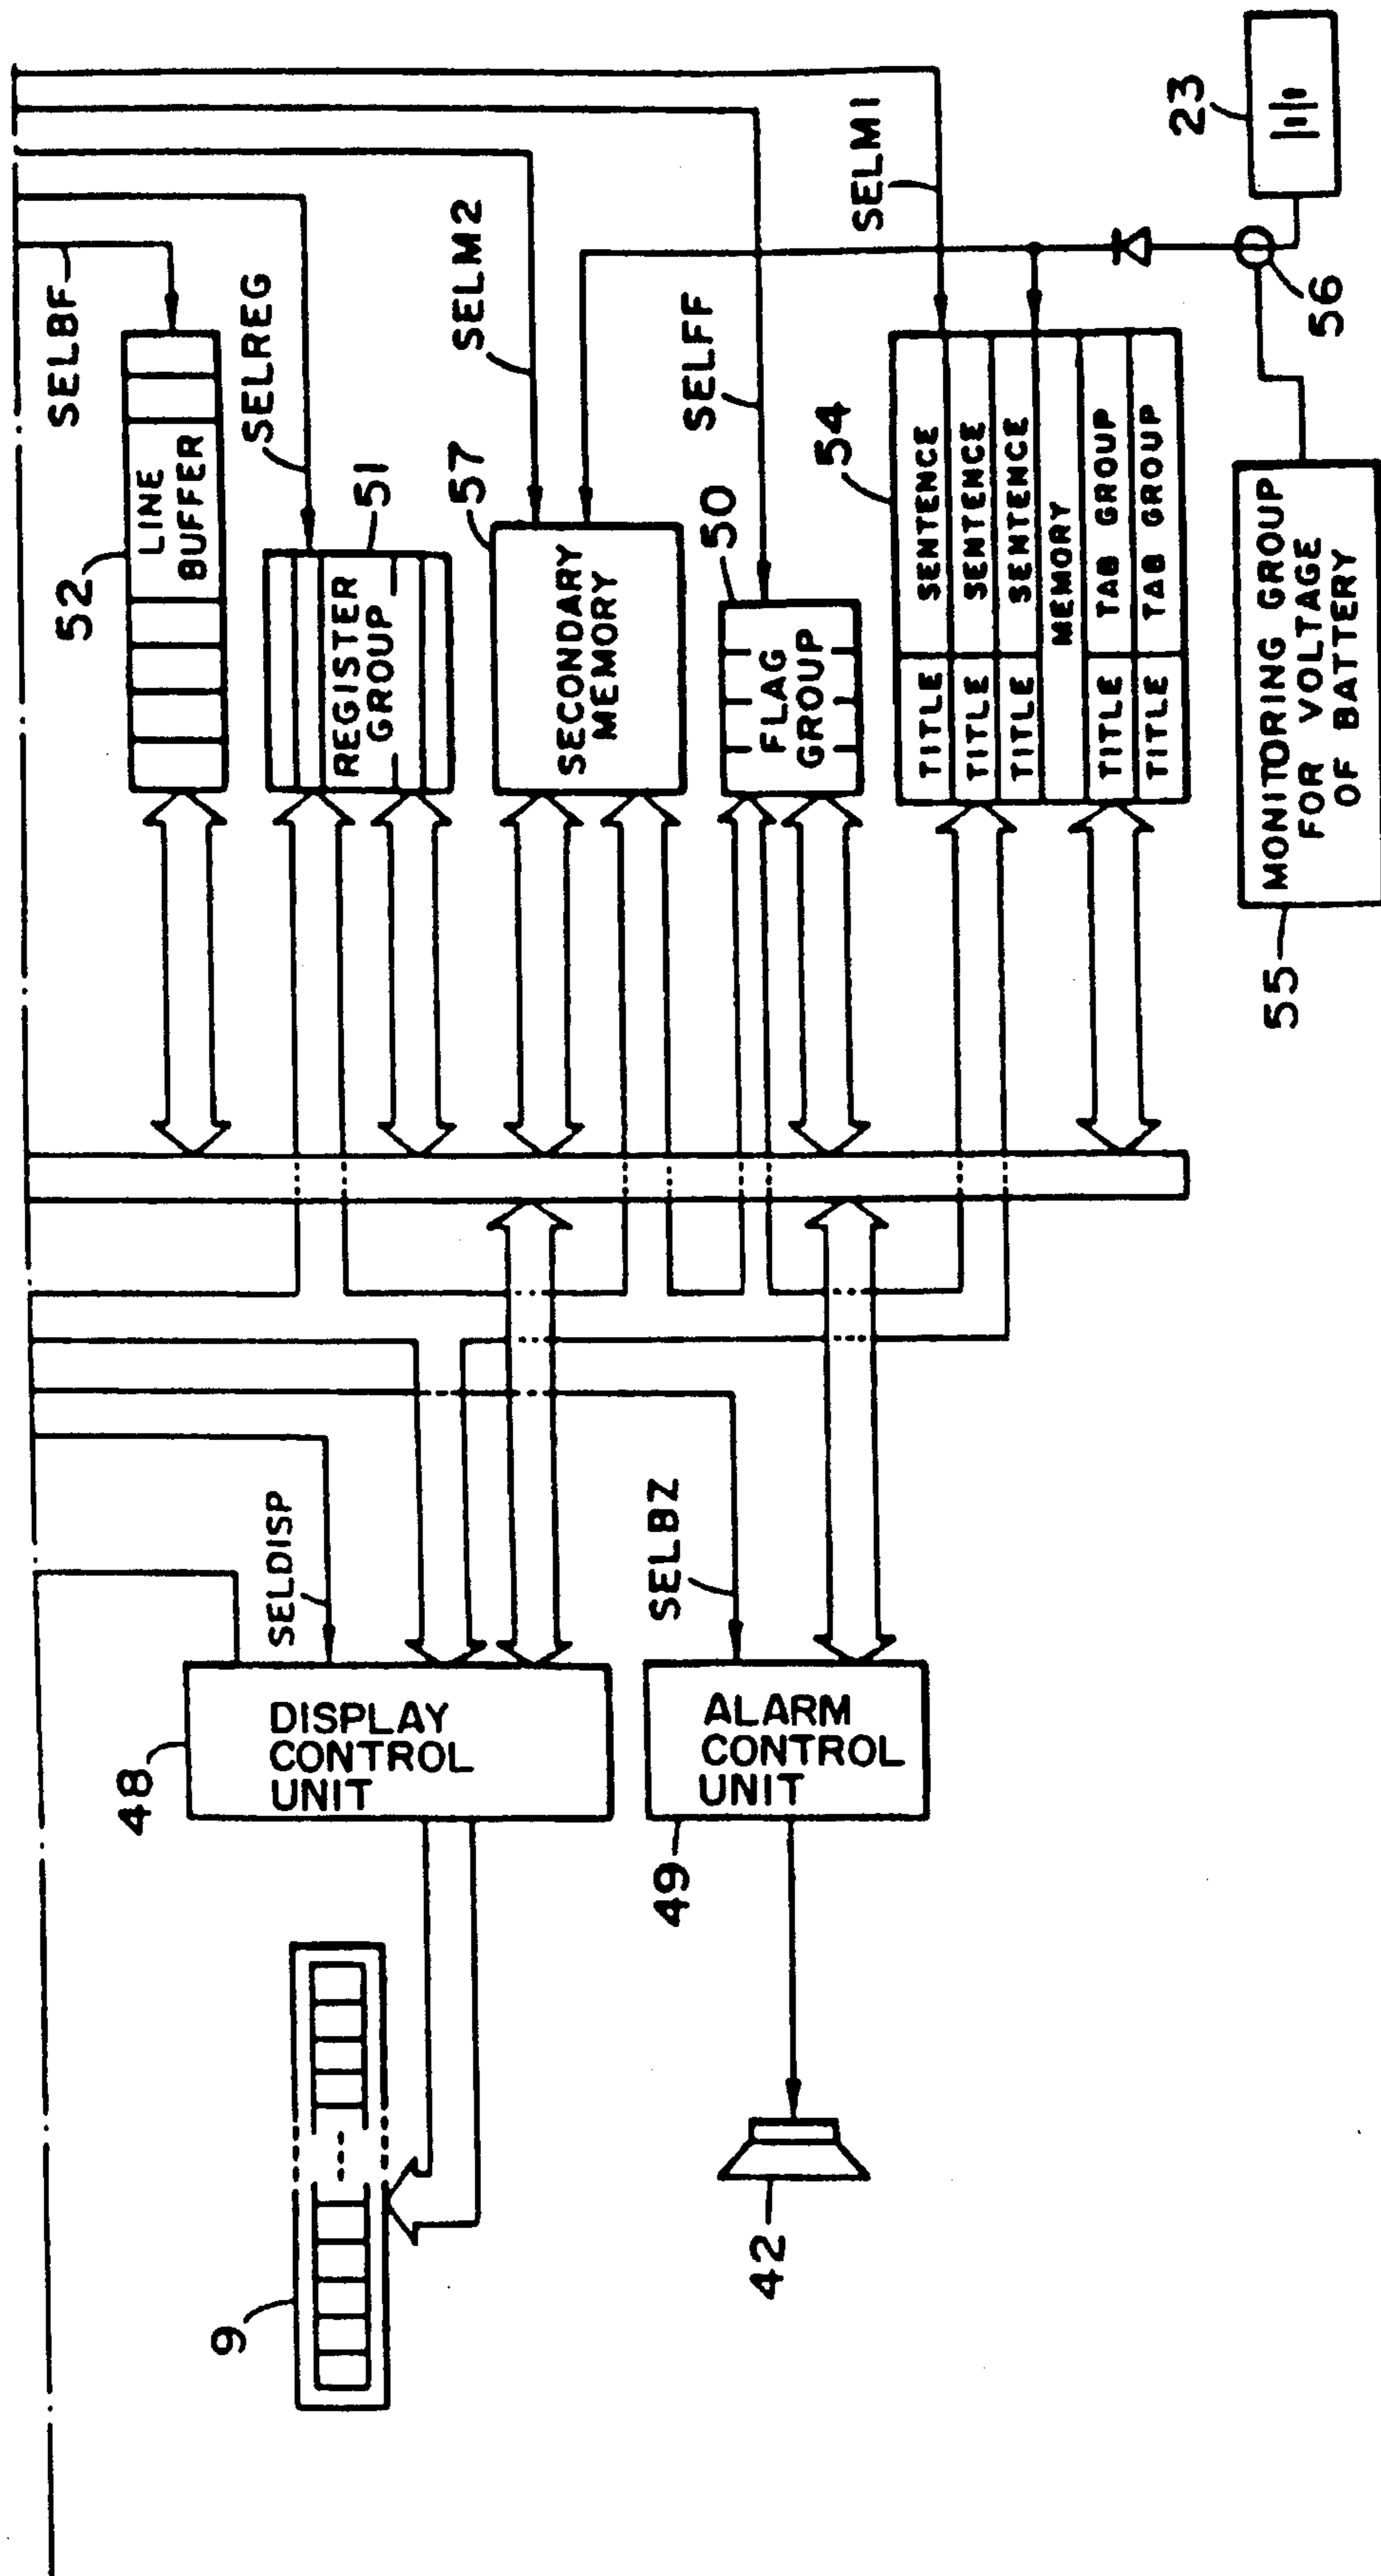 SELBF
52
LINE
BUFFER
SELREG
51
REGISTER
GROUP
SELM2
57
SECONDARY
MEMORY
SELFF
50
FLAG
GROUP
SELM1
54
TITLE SENTENCE
TITLE SENTENCE
TITLE SENTENCE
MEMORY
TITLE TAB GROUP
TITLE TAB GROUP
23
56
55
MONITORING GROUP
FOR VOLTAGE
OF BATTERY
SELDISP
48
DISPLAY
CONTROL
UNIT
SELBZ
49
ALARM
CONTROL
UNIT
9
42